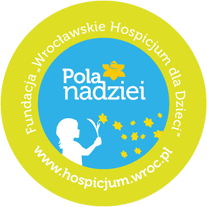 Fundacja „Wrocławskie Hospicjum dla Dzieci”
Pola
nadziei
www.hospicjum.wroc.pl